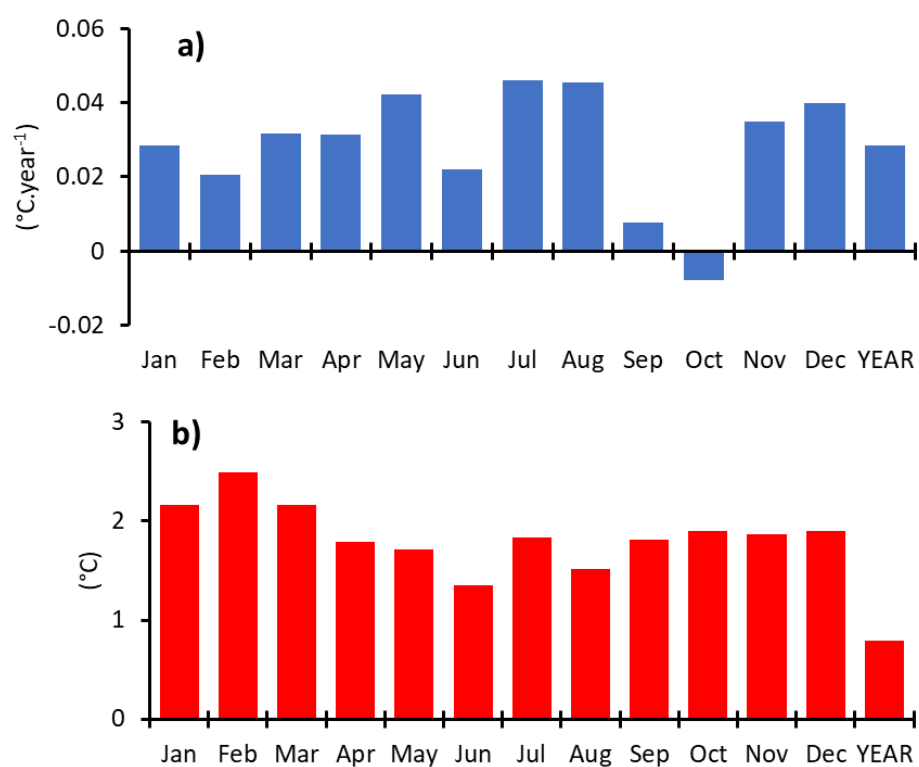 a)
(°C.year-1)
0.06
0.04
0.02
0
-0.02
Jan Feb Mar Apr May Jun Jul Aug Sep Oct Nov Dec YEAR
b)
(°C)
3
2
1
0
Jan Feb Mar Apr May Jun Jul Aug Sep Oct Nov Dec YEAR